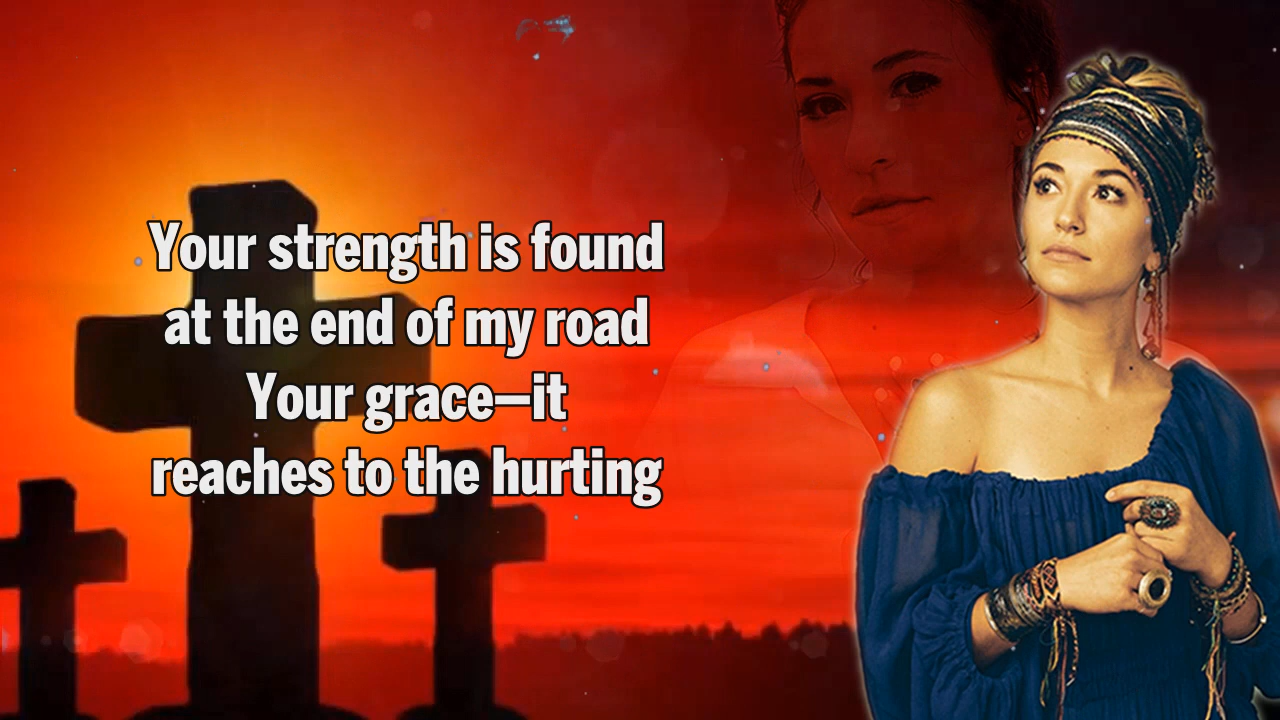 Your strength is found
at the end of my road
Your grace—it
reaches to the hurting